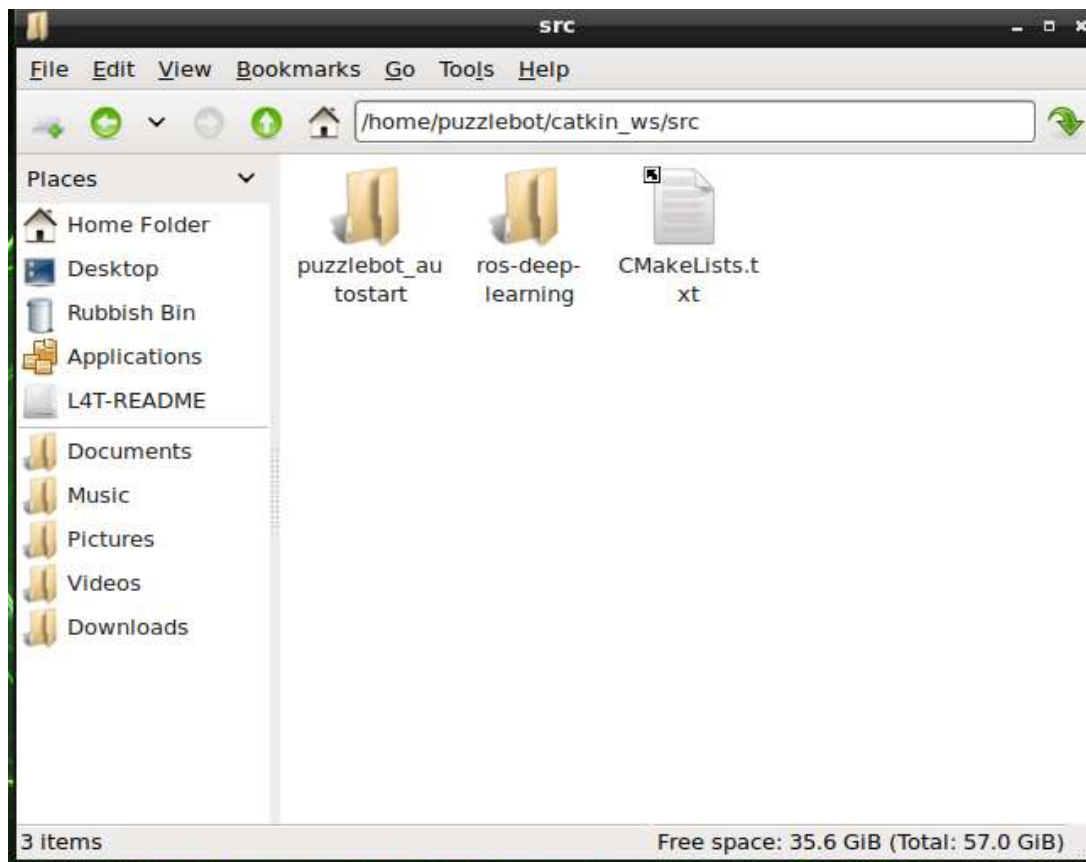 src
File Edit View Bookmarks Go Tools Help
/home/puzzlebot/catkin_ws/src
Places
Home Folder
Desktop
Rubbish Bin
Applications
L4T-README
Documents
Music
Pictures
Videos
Downloads
puzzlebot_au
tostart
ros-deep-
learning
CMakeLists.t
xt
3 items
Free space: 35.6 GiB (Total: 57.0 GiB)